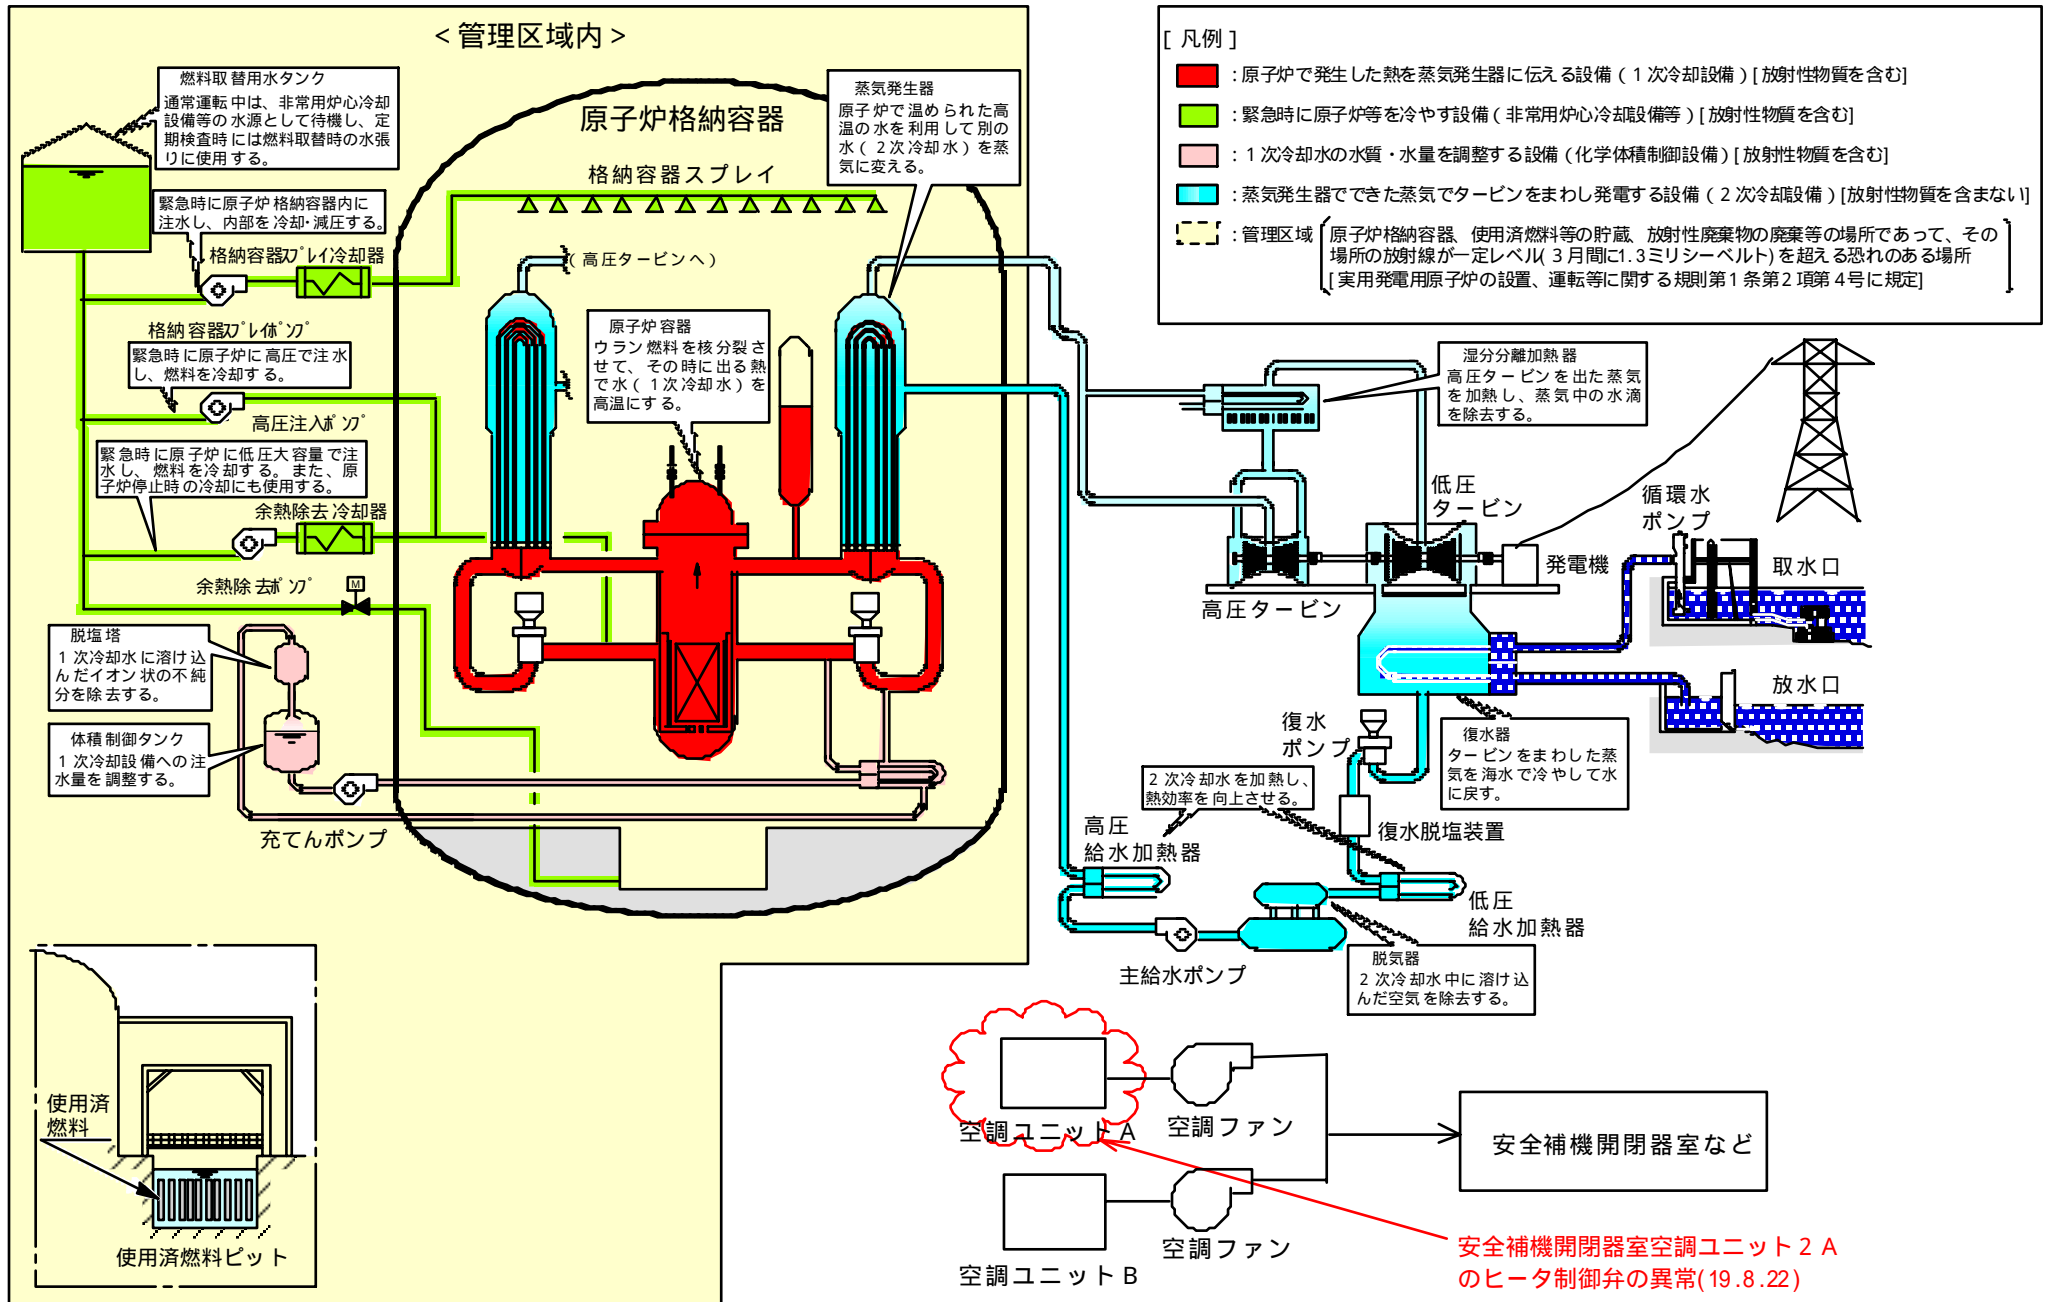 ＜管理区域内＞
燃料取替用水タンク
通常運転中は、非常用炉心冷却
設備等の水源として待機し、定
期検査時には燃料取替時の水張
りに使用する。
緊急時に原子炉格納容器内に
注水し、内部を冷却・減圧する。
格納容器ｽﾌﾟﾚｲ冷却器
格納容器ｽﾌﾟﾚｲﾎﾟﾝﾌﾟ
緊急時に原子炉に高圧で注水
し、燃料を冷却する。
高圧注入ﾎﾟﾝﾌﾟ
緊急時に原子炉に低圧大容量で注
水し、燃料を冷却する。また、原
子炉停止時の冷却にも使用する。
余熱除去冷却器
余熱除去ﾎﾟﾝﾌﾟ
M
脱塩塔
１次冷却水に溶け込
んだイオン状の不純
分を除去する。
体積制御タンク
１次冷却設備への注
水量を調整する。
充てんポンプ
原子炉格納容器
格納容器スプレイ
（高圧タービンへ）
蒸気発生器
原子炉で温められた高
温の水を利用して別の
水（２次冷却水）を蒸
気に変える。
原子炉容器
ウラン燃料を核分裂さ
せて、その時に出る熱
で水（１次冷却水）を
高温にする。
使用済
燃料
使用済燃料ピット
[凡例]
：原子炉で発生した熱を蒸気発生器に伝える設備（１次冷却設備）[放射性物質を含む]
：緊急時に原子炉等を冷やす設備（非常用炉心冷却設備等）[放射性物質を含む]
：１次冷却水の水質・水量を調整する設備（化学体積制御設備）[放射性物質を含む]
：蒸気発生器でできた蒸気でタービンをまわし発電する設備（２次冷却設備）[放射性物質を含まない]
：管理区域
原子炉格納容器、使用済燃料等の貯蔵、放射性廃棄物の廃棄等の場所であって、その
場所の放射線が一定レベル(３月間に1.3ミリシーベルト)を超える恐れのある場所
[実用発電用原子炉の設置、運転等に関する規則第１条第２項第４号に規定]
湿分分離加熱器
高圧タービンを出た蒸気
を加熱し、蒸気中の水滴
を除去する。
低圧
タービン
高圧タービン
発電機
循環水
ポンプ
取水口
放水口
復水
ポンプ
復水器
タービンをまわした蒸
気を海水で冷やして水
に戻す。
２次冷却水を加熱し、
熱効率を向上させる。
復水脱塩装置
高圧
給水加熱器
低圧
給水加熱器
主給水ポンプ
脱気器
２次冷却水中に溶け込
んだ空気を除去する。
空調ユニットＡ
空調ファン
空調ユニットＢ
空調ファン
安全補機開閉器室など
安全補機開閉器室空調ユニット２Ａ
のヒータ制御弁の異常(19.8.22)